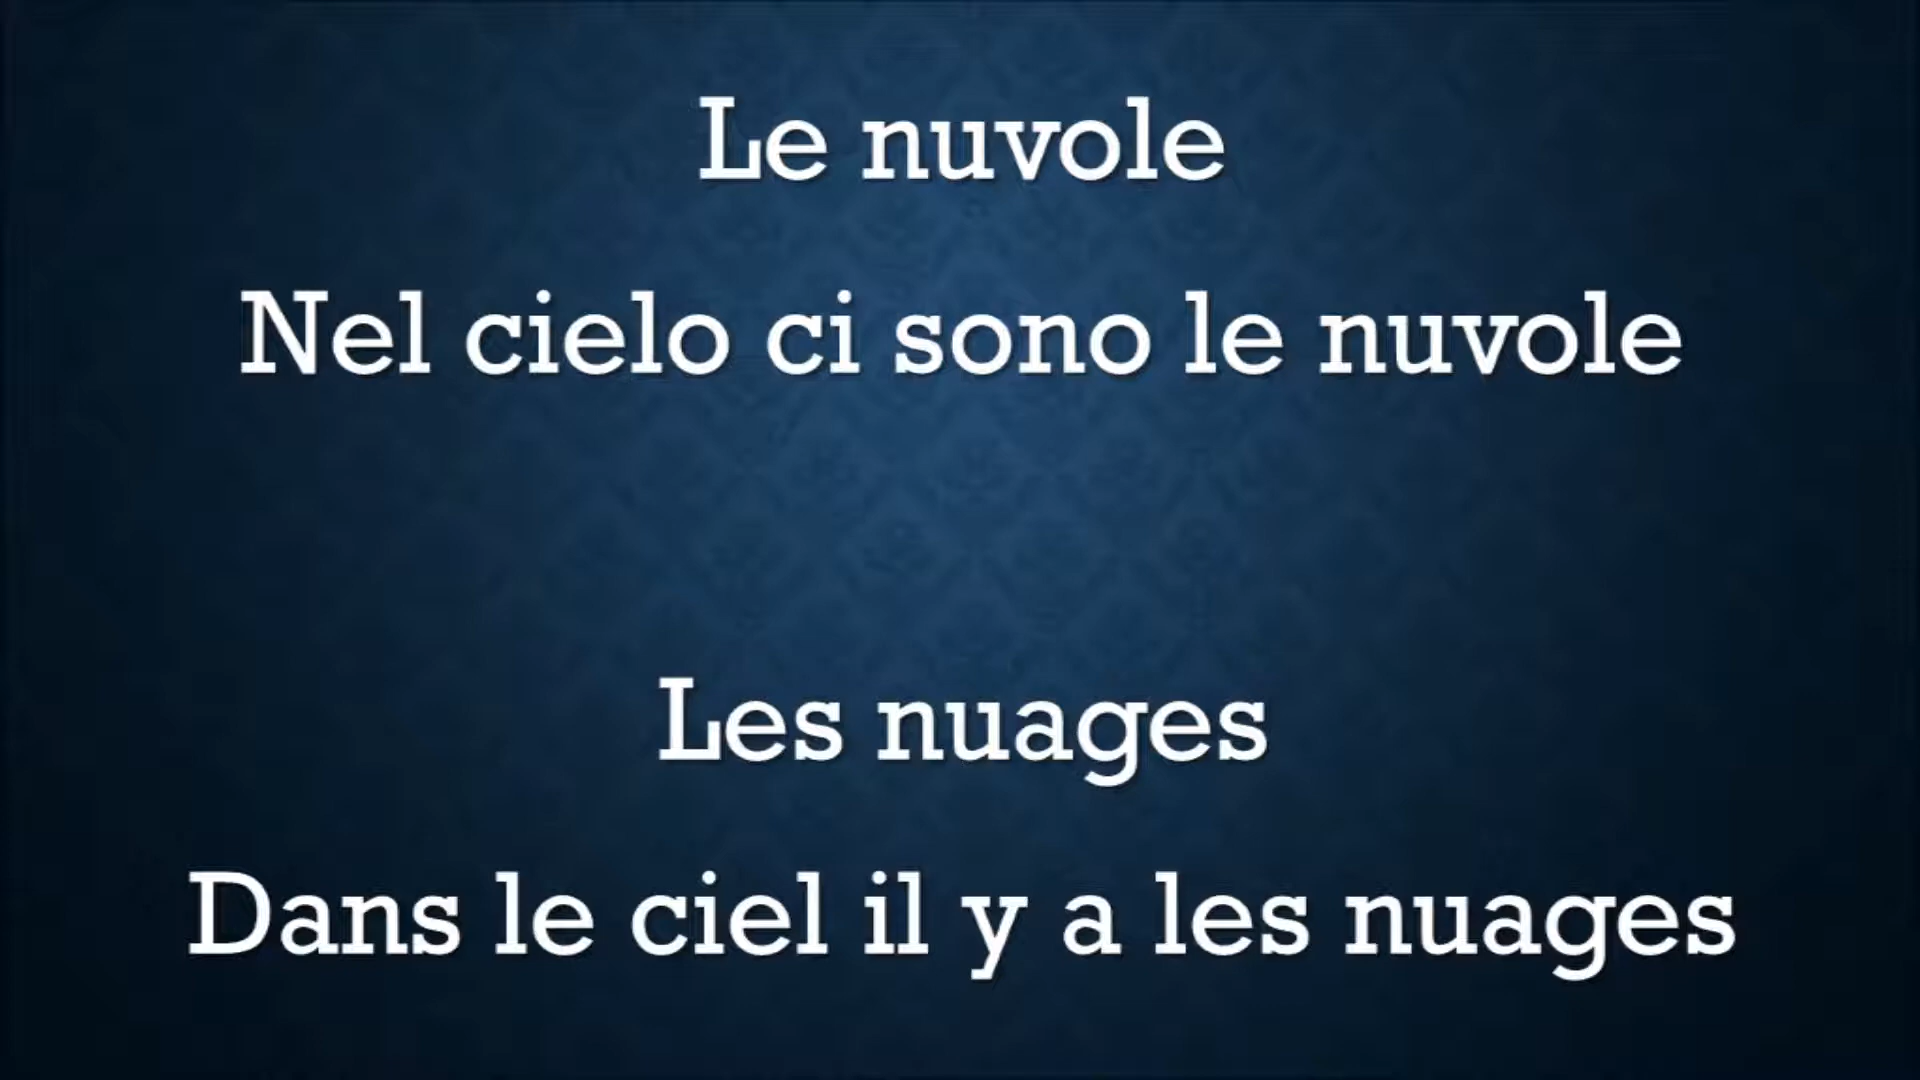 Le nuvole
Nel cielo ci sono le nuvole
Les nuages
Dans le ciel il y a les nuages